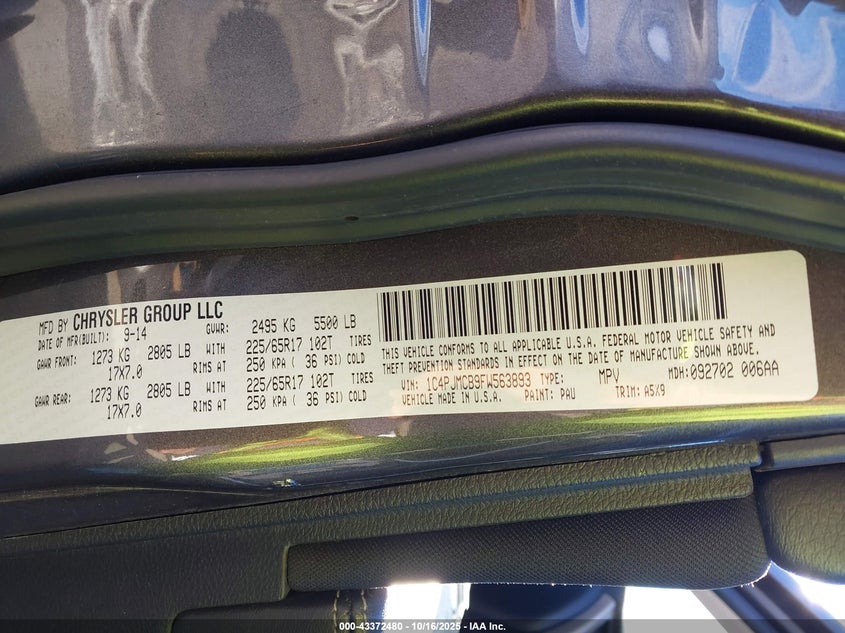 MFD BY CHRYSLER GROUP LLC
DATE OF MFR(BUILT): 9-14 GVWR: 2495 KG 5500 LB
GAWR FRONT: 1273 KG 2805 LB WITH 225/65R17 102T TIRES
17X7.0 RIMS AT 250 KPA ( 36 PSI) COLD
GAWR REAR: 1273 KG 2805 LB WITH 225/65R17 102T TIRES
17X7.0 RIMS AT 250 KPA ( 36 PSI) COLD
THIS VEHICLE CONFORMS TO ALL APPLICABLE U.S.A. FEDERAL MOTOR VEHICLE SAFETY AND
THEFT PREVENTION STANDARDS IN EFFECT ON THE DATE OF MANUFACTURE SHOWN ABOVE.
VIN: 1C4PJMCB9FW563893 TYPE: MPV MDH:092702 006AA
VEHICLE MADE IN U.S.A. PAINT: PAU TRIM: A5X9
000-43372480 - 10/16/2025 - IAA Inc.